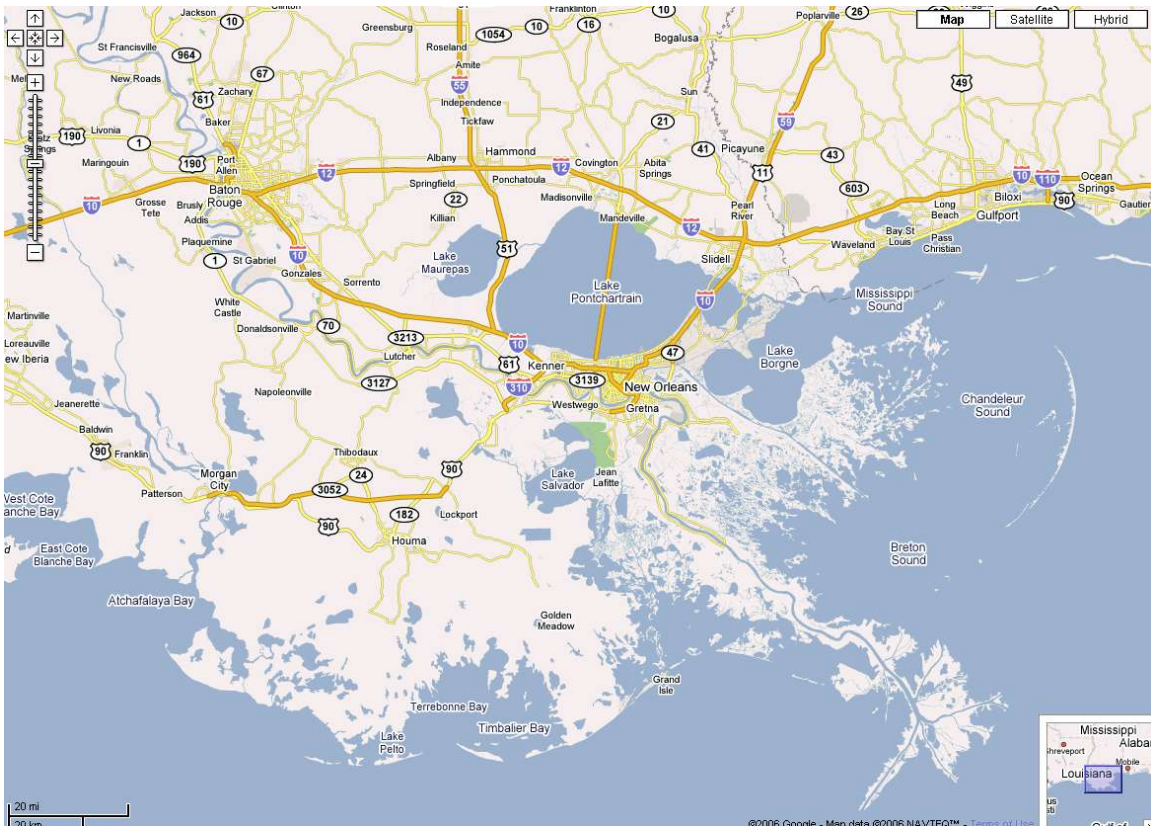 Jackson
Clinton
Greensburg
Franklinton
Poplarville
Map
Satellite
Hybrid
10
10
16
10
26
1054
St Francisville
964
Roseland
Bogalusa
New Roads
67
Amite
55
Zachary
61
Independence
Sun
49
Baker
Tickfaw
21
59
190
Livonia
1
Hammond
41
Picayune
43
Maringouin
190
Port
Allen
Albany
12
12
Covington
Abita
Springs
11
10
110
Ocean
Springs
Baton
Rouge
Springfield
Ponchatoula
Madisonville
603
Biloxi
90
10
Grosse
Tete
Brusly
Addis
22
Killian
Mandeville
Pearl
River
Long
Beach
Gulfport
Gautier
Plaquemine
10
51
12
Waveland
Bay St
Louis
Pass
Christian
1
St Gabriel
Gonzales
Lake
Maurepas
Slidell
Sorrento
Lake
Pontchartrain
10
Mississippi
Sound
White
Castle
Donaldsonville
70
Martinville
3213
10
Loreauville
Lutcher
61
Kenner
47
Lake
Borgne
ew Iberia
3127
310
3139
New Orleans
Napoleonville
Westwego
Gretna
Chandeleur
Sound
Jeanerette
Baldwin
90
Franklin
Thibodaux
90
Morgan
City
24
Lake
Salvador
Jean
Lafitte
Patterson
3052
West Cote
lanche Bay
90
182
Lockport
Houma
East Cote
Blanche Bay
Breton
Sound
Atchafalaya Bay
Golden
Meadow
Grand
Isle
Terrebonne Bay
Timbalier Bay
Lake
Pelto
Mississippi
Shreveport
Alaba
Mobile
Louisiana
20 mi
20 km
©2006 Google - Map data ©2006 NAVTEQ™ - Terms of Use